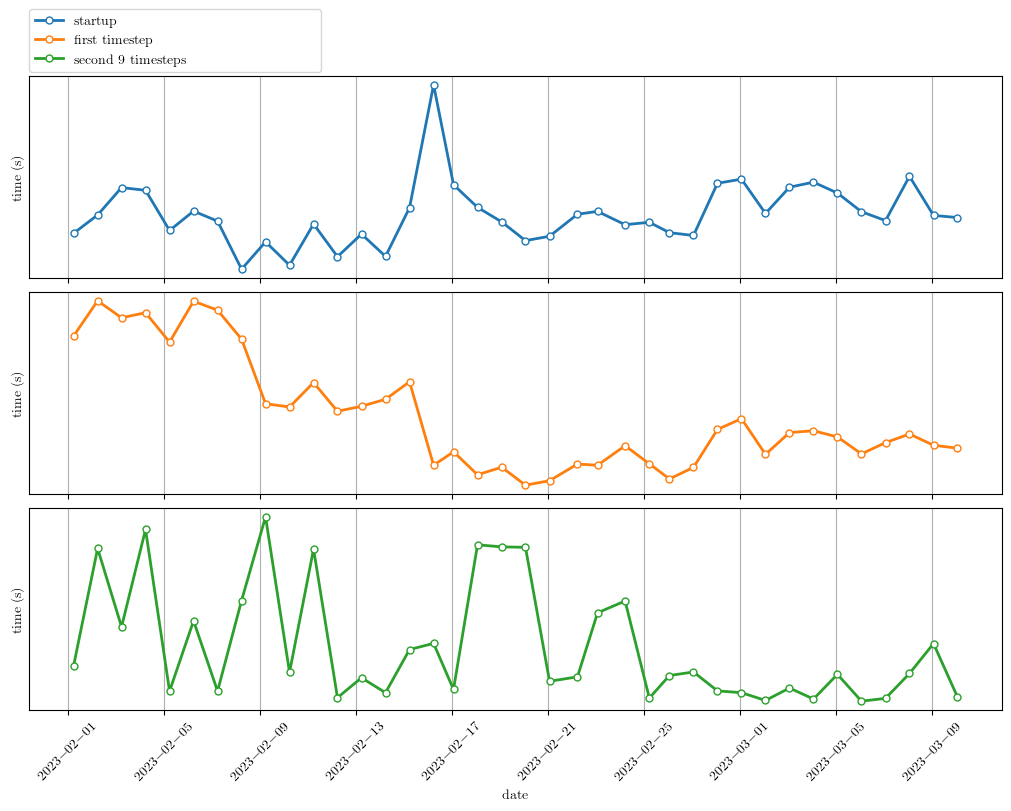 startup
first timestep
second 9 timesteps
time (s)
time (s)
time (s)
2023−02−01
2023−02−05
2023−02−09
2023−02−13
2023−02−17
2023−02−21
2023−02−25
2023−03−01
2023−03−05
2023−03−09
date